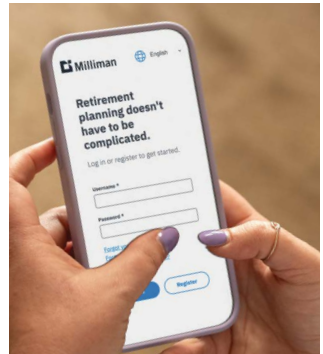 Milliman
English
Retirement
planning doesn't
have to be
complicated.
Log in or register to get started.
Username *
Password *
Forgot
Register